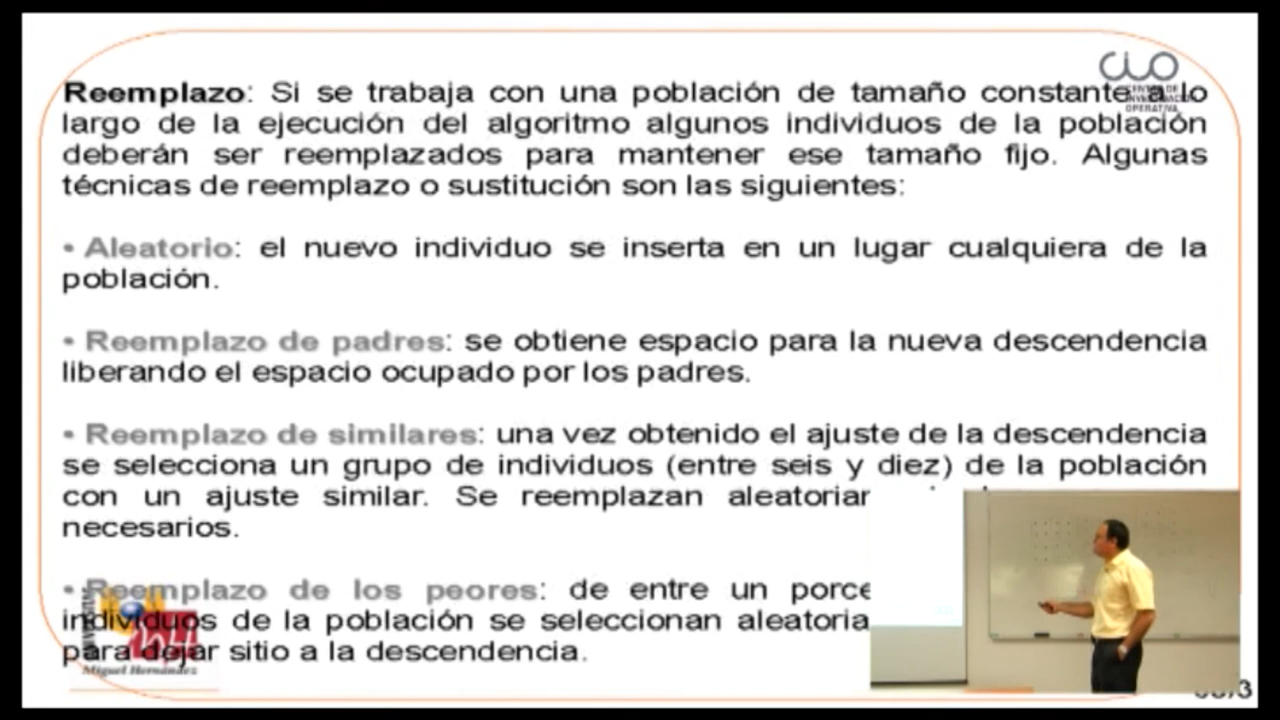 CIO
CENTRO DE
INVESTIGACIÓN
OPERATIVA
Reemplazo: Si se trabaja con una población de tamaño constante a lo
largo de la ejecución del algoritmo algunos individuos de la población
deberán ser reemplazados para mantener ese tamaño fijo. Algunas
técnicas de reemplazo o sustitución son las siguientes:
• Aleatorio: el nuevo individuo se inserta en un lugar cualquiera de la
población.
• Reemplazo de padres: se obtiene espacio para la nueva descendencia
liberando el espacio ocupado por los padres.
• Reemplazo de similares: una vez obtenido el ajuste de la descendencia
se selecciona un grupo de individuos (entre seis y diez) de la población
con un ajuste similar. Se reemplazan
necesarios.
• Reemplazo de los peores: de entre un
individuos de la población se seleccionan
para dejar sitio a la descendencia.
Miguel Hernández